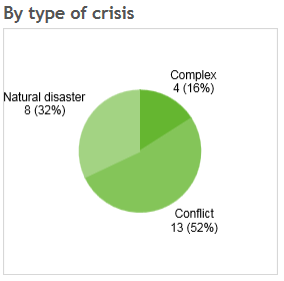 By type of crisis
Complex
4 (16%)
Natural disaster
8 (32%)
Conflict
13 (52%)